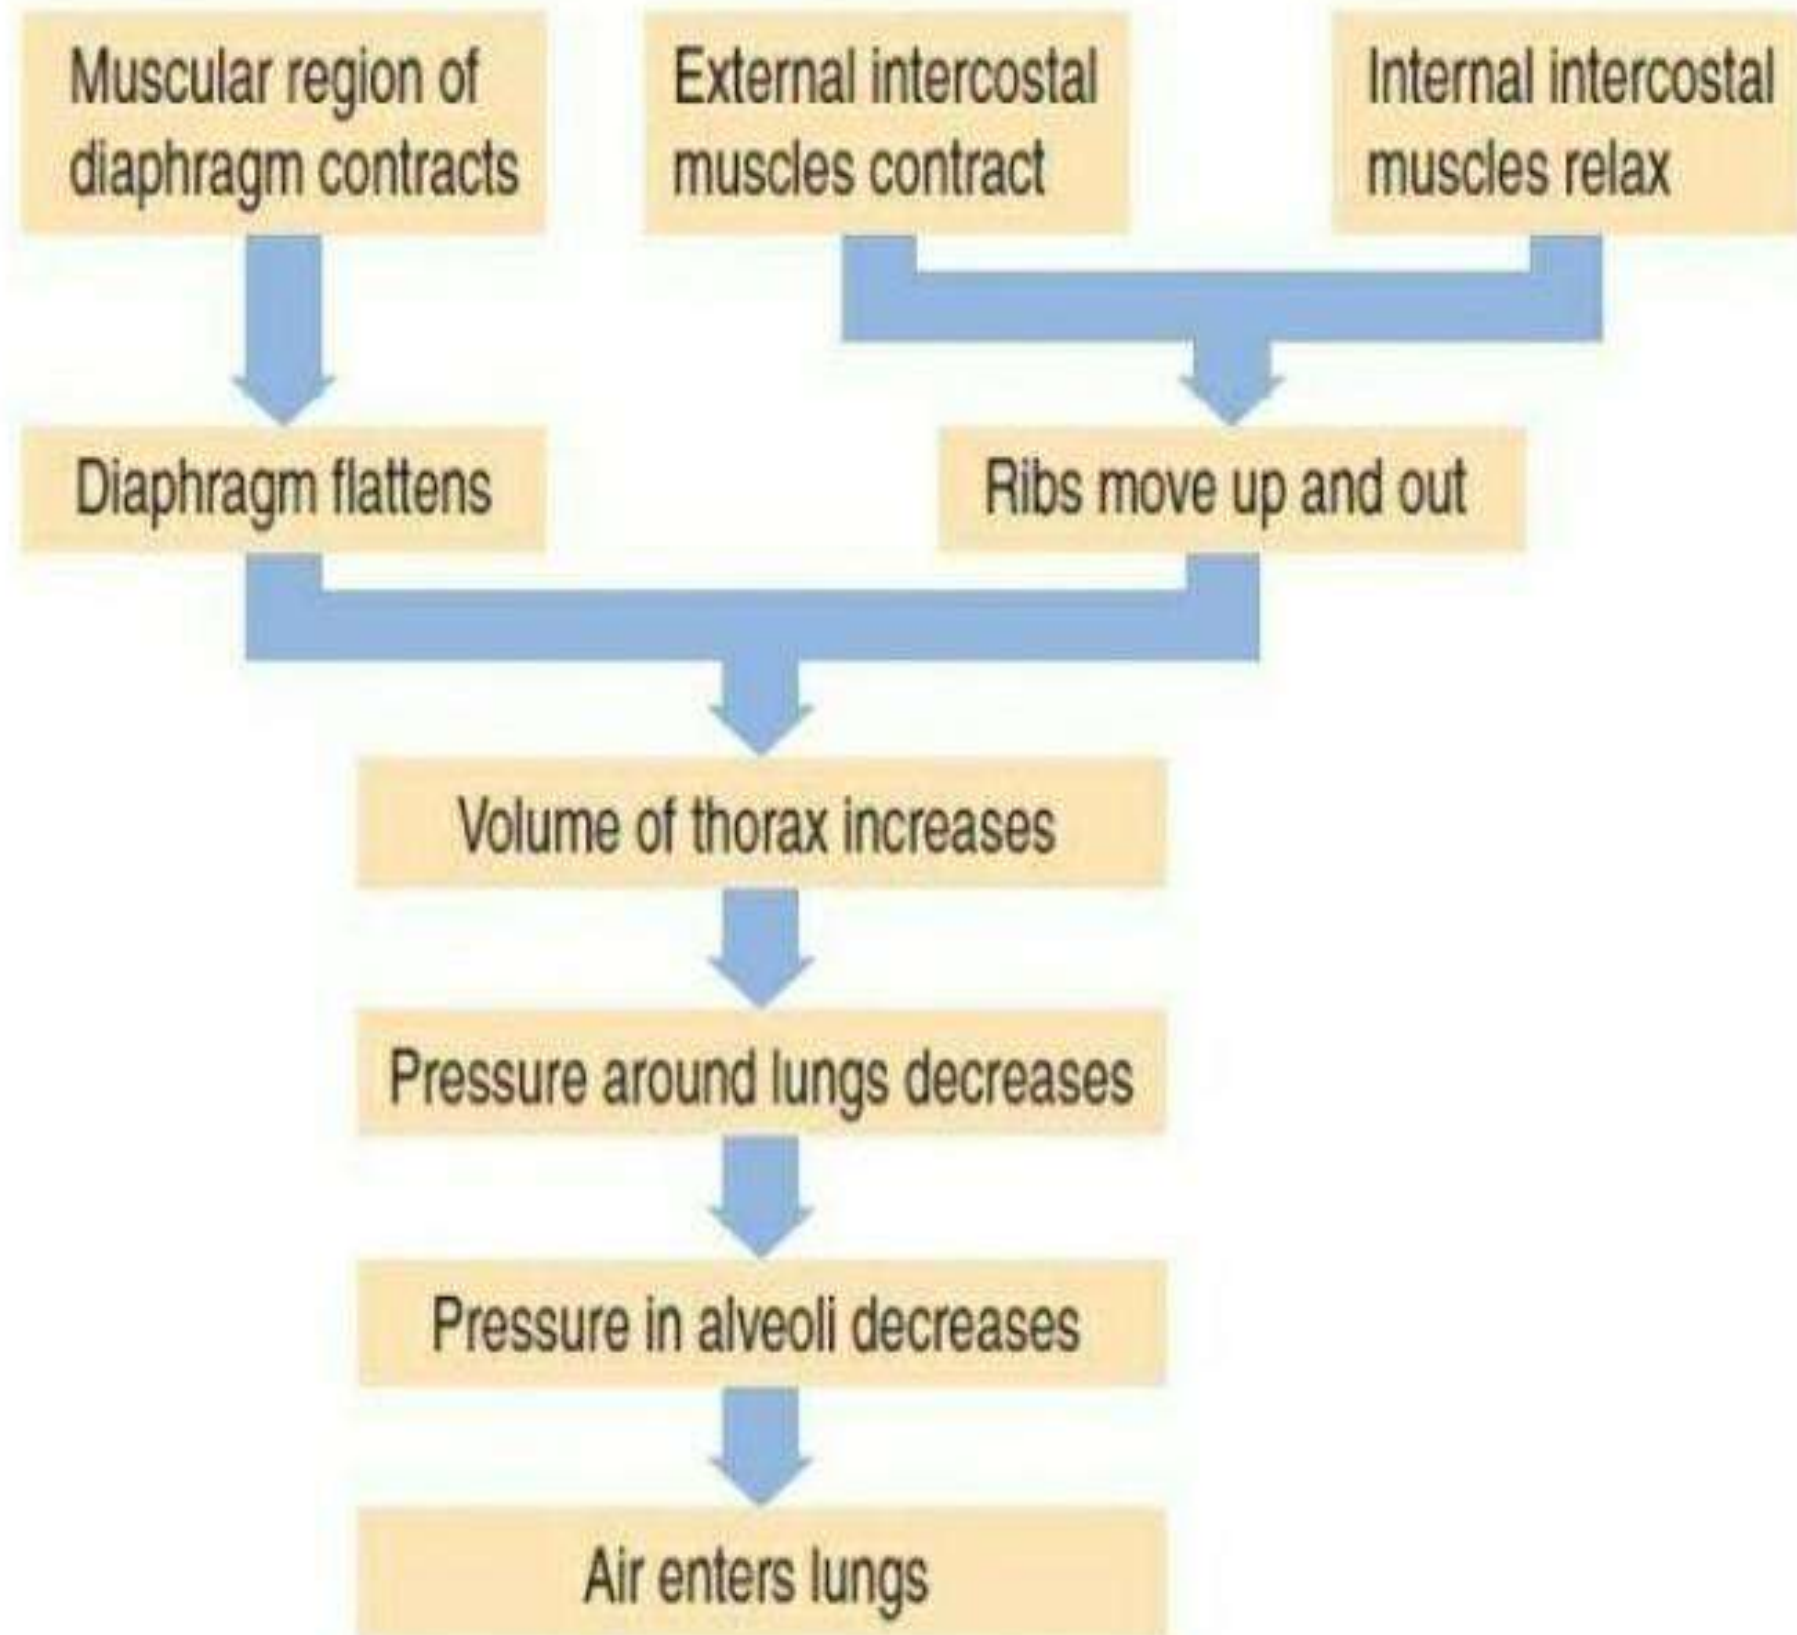 Muscular region of
diaphragm contracts
External intercostal
muscles contract
Internal intercostal
muscles relax
Diaphragm flattens
Ribs move up and out
Volume of thorax increases
Pressure around lungs decreases
Pressure in alveoli decreases
Air enters lungs